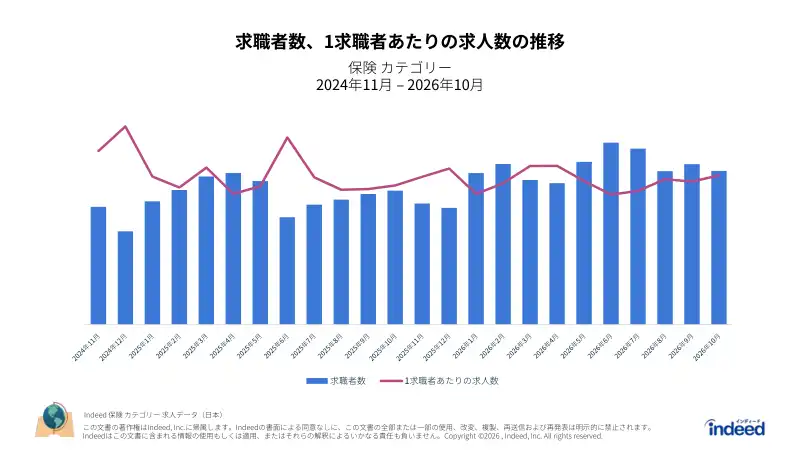 求職者数、1求職者あたりの求人数の推移
保険 カテゴリー
2024年11月 – 2026年10月
2024年11月
2024年12月
2025年1月
2025年2月
2025年3月
2025年4月
2025年5月
2025年6月
2025年7月
2025年8月
2025年9月
2025年10月
2025年11月
2025年12月
2026年1月
2026年2月
2026年3月
2026年4月
2026年5月
2026年6月
2026年7月
2026年8月
2026年9月
2026年10月
求職者数
1求職者あたりの求人数
Indeed 保険 カテゴリー 求人データ（日本）
この文書の著作権はIndeed, Inc.に帰属します。Indeedの書面による同意なしに、この文書の全部または一部の使用、改変、複製、再送信および再発表は明示的に禁止されます。
Indeedはこの文書に含まれる情報の使用もしくは適用、またはそれらの解釈によるいかなる責任も負いません。Copyright ©2026 , Indeed, Inc. All rights reserved.
インディード
indeed